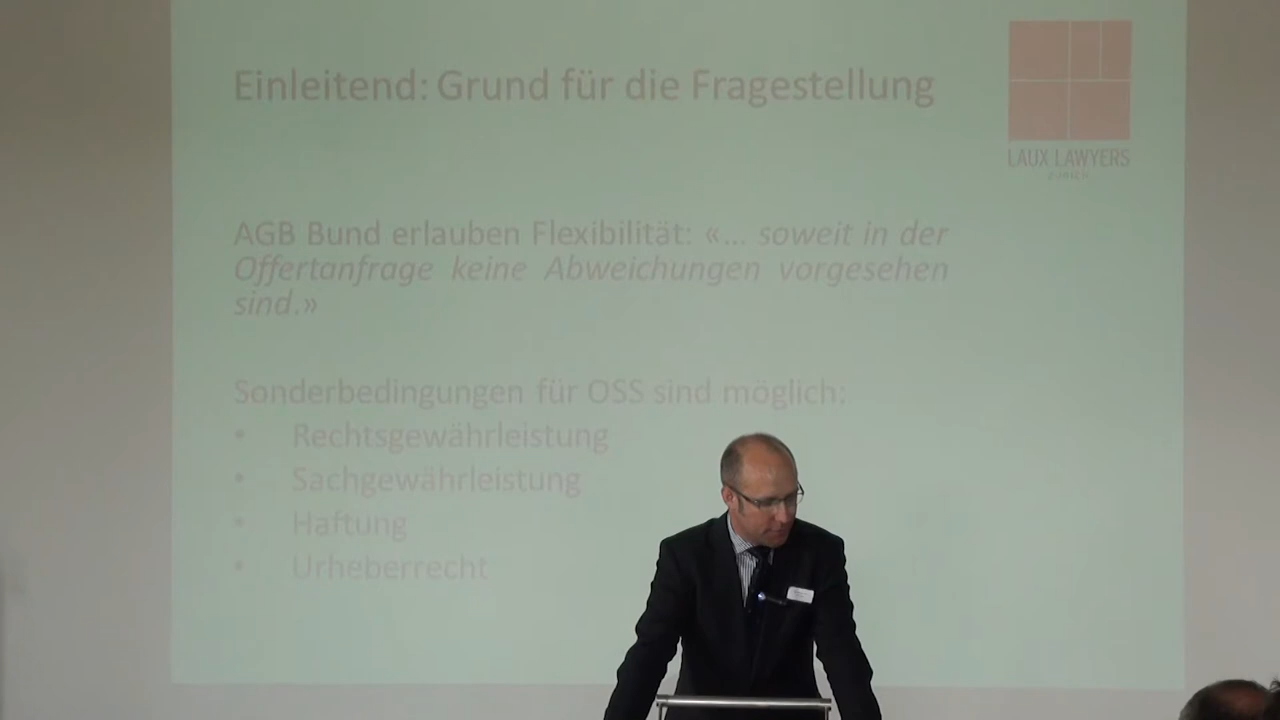 Einleitend: Grund für die Fragestellung
LAUX LAWYERS
ZÜRICH
AGB Bund erlauben Flexibilität: «… soweit in der
Offertanfrage keine Abweichungen vorgesehen
sind.»
Sonderbedingungen für OSS sind möglich:
• Rechtsgewährleistung
• Sachgewährleistung
• Haftung
• Urheberrecht